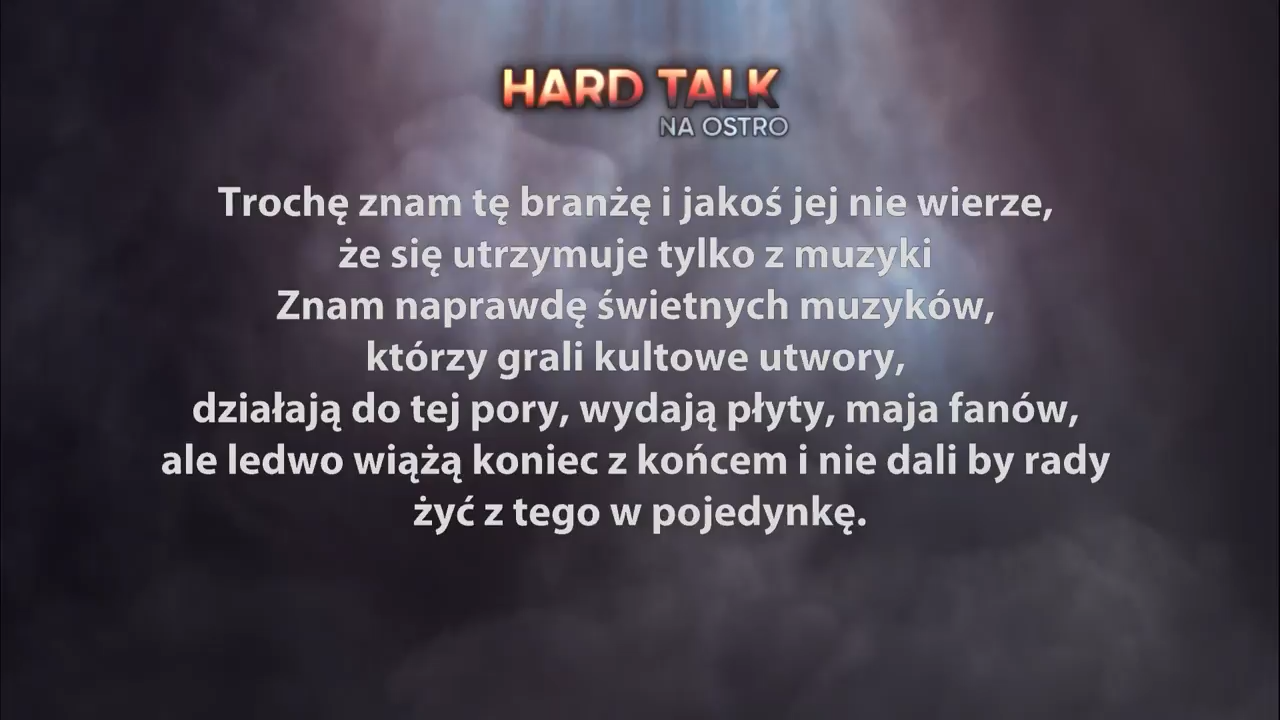 HARD TALK
NA OSTRO
Trochę znam tę branżę i jakoś jej nie wierze,
że się utrzymuje tylko z muzyki
Znam naprawdę świetnych muzyków,
którzy grali kultowe utwory,
działają do tej pory, wydają płyty, maja fanów,
ale ledwo wiążą koniec z końcem i nie dali by rady
żyć z tego w pojedynkę.